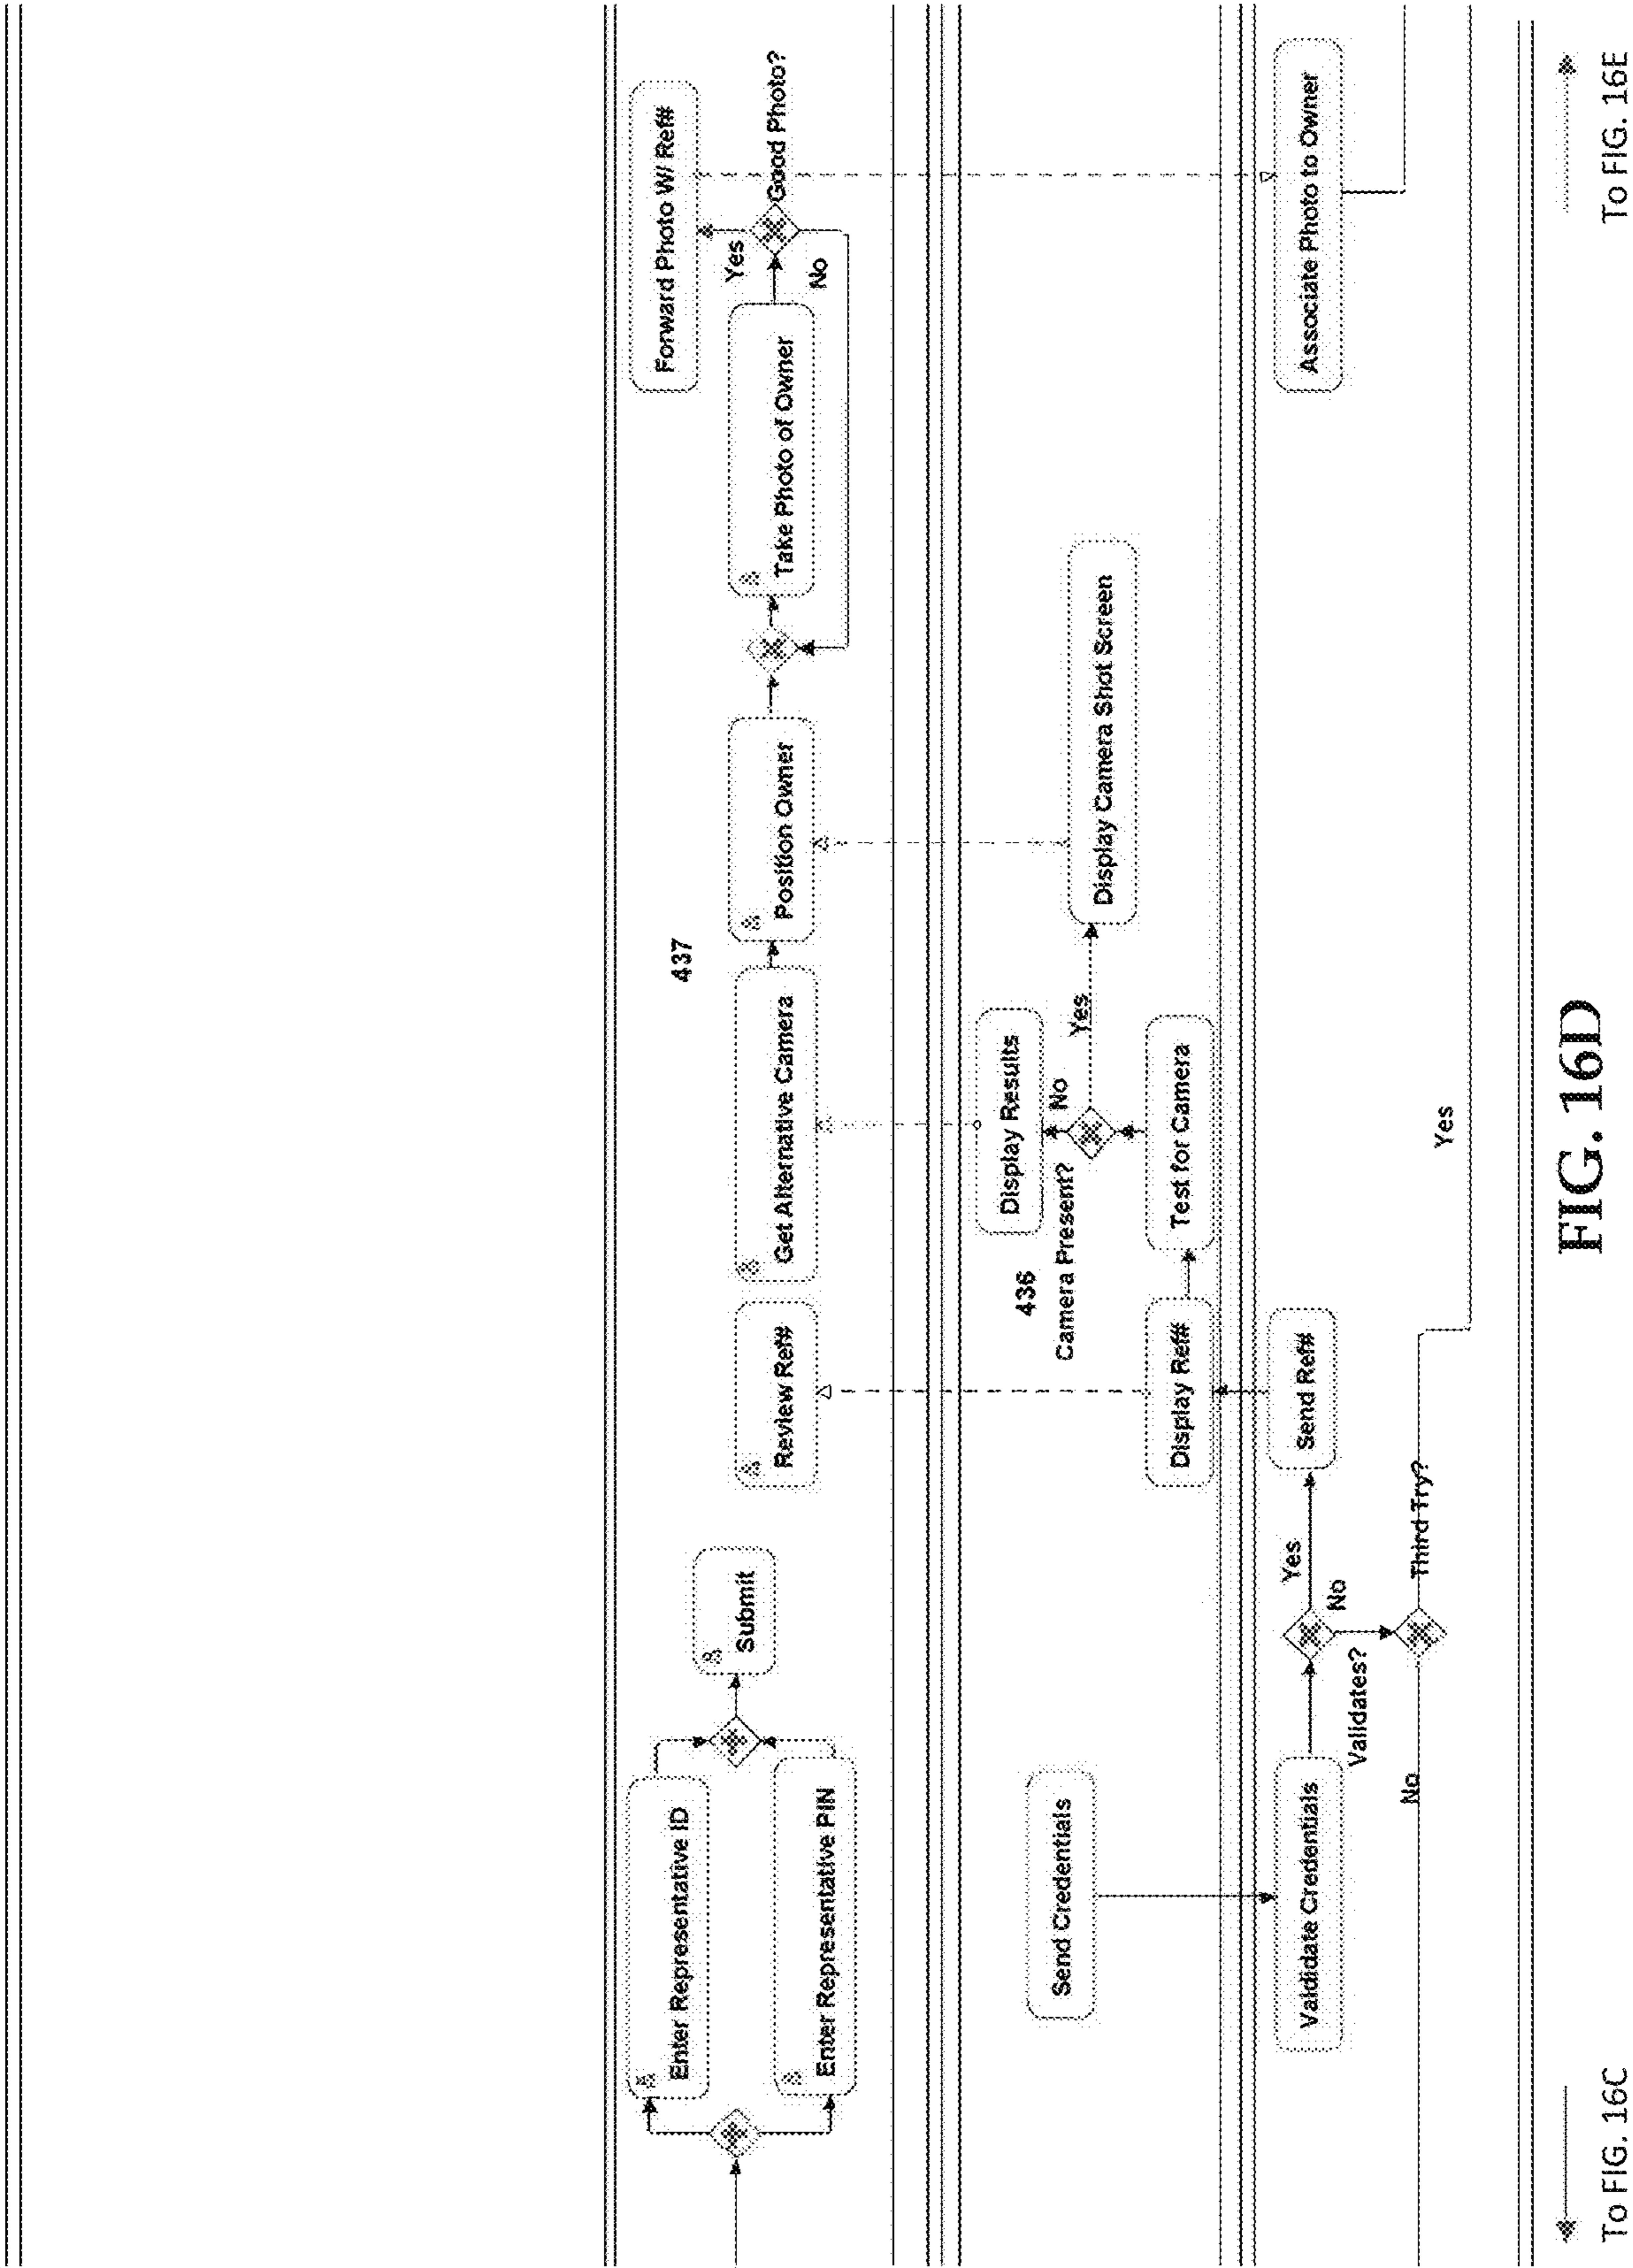 Enter Representative ID
Enter Representative PIN
Submit
Review Ref#
Get Alternative Camera
437
Position Owner
Take Photo of Owner
Yes
No
Good Photo?
Forward Photo W/ Ref#
Send Credentials
Display Ref#
436
Camera Present?
Test for Camera
No
Display Results
Yes
Display Camera Shot Screen
Valdidate Credentials
Validates?
Yes
No
Send Ref#
No
Third Try?
Yes
Associate Photo to Owner
To FIG. 16C
FIG. 16D
To FIG. 16E